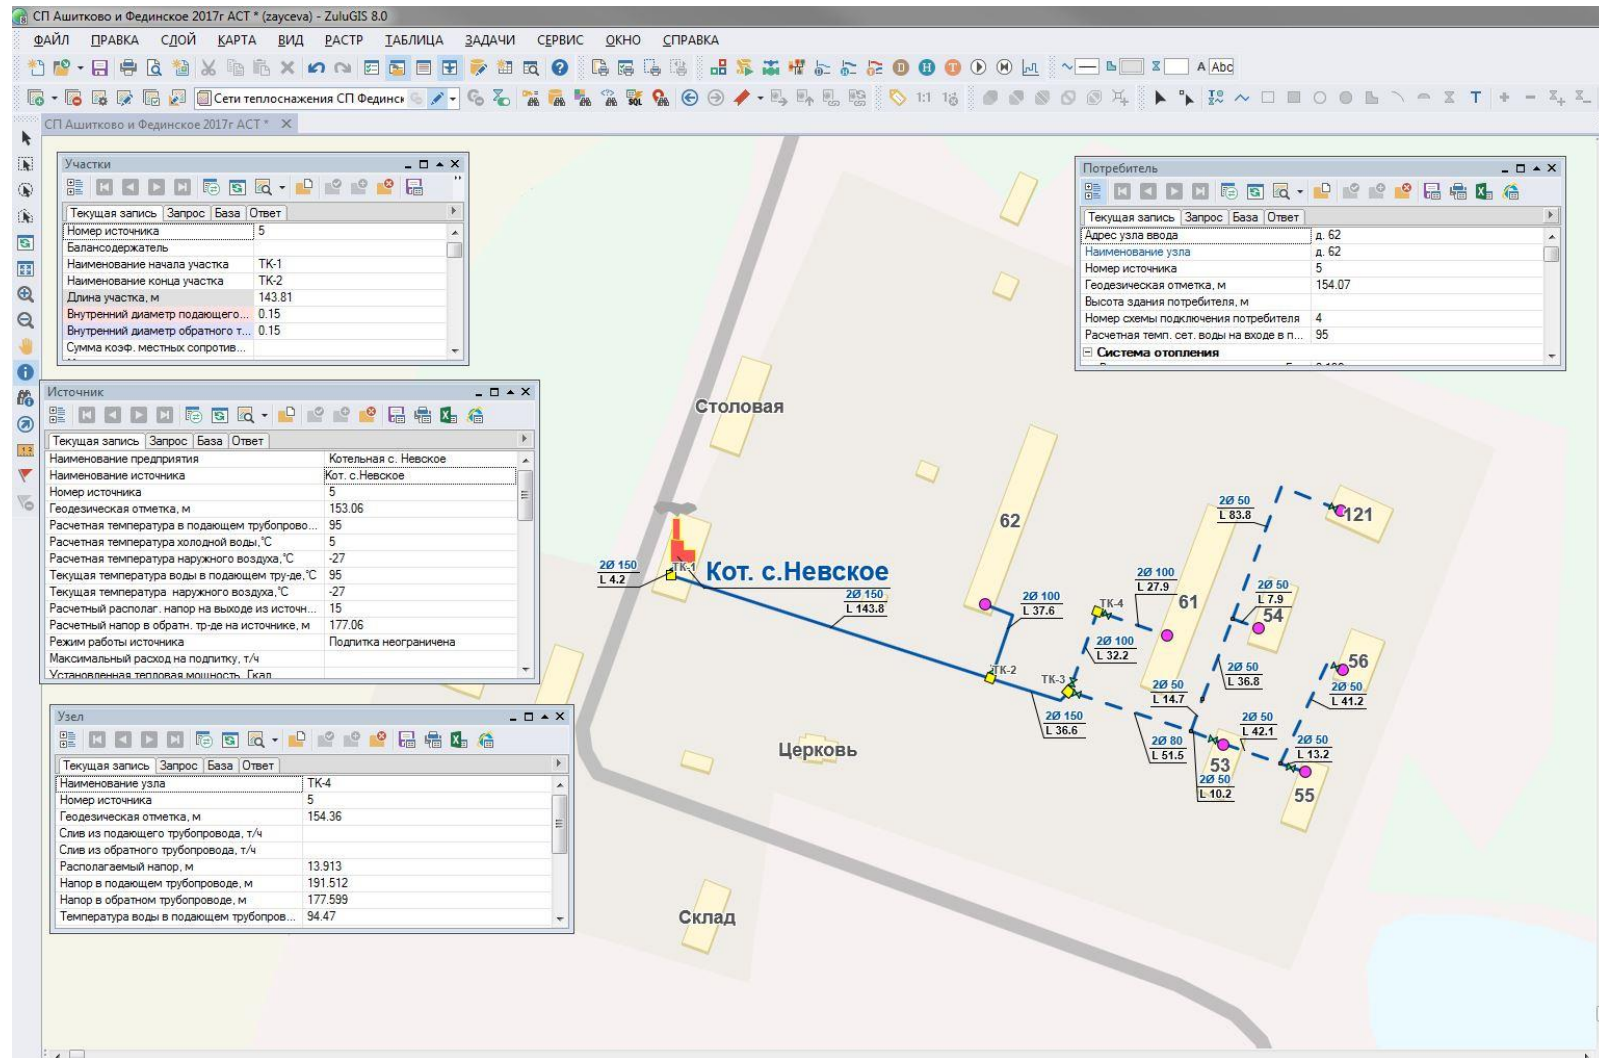 СП Ашитково и Фединское 2017г АСТ * (zayceva) - ZuluGIS 8.0
ФАЙЛ ПРАВКА СЛОЙ КАРТА ВИД РАСТР ТАБЛИЦА ЗАДАЧИ СЕРВИС ОКНО СПРАВКА
A Abc
Сети теплоснажения СП Фединск
1:1
СП Ашитково и Фединское 2017г АСТ *
Участки
Текущая запись Запрос База Ответ
Номер источника 5
Балансодержатель
Наименование начала участка ТК-1
Наименование конца участка ТК-2
Длина участка, м 143.81
Внутренний диаметр подающего... 0.15
Внутренний диаметр обратного т... 0.15
Сумма коэф. местных сопротив...
Источник
Текущая запись Запрос База Ответ
Наименование предприятия Котельная с. Невское
Наименование источника Кот. с.Невское
Номер источника 5
Геодезическая отметка, м 153.06
Расчетная температура в подающем трубопрово... 95
Расчетная температура холодной воды,°С 5
Расчетная температура наружного воздуха,°С -27
Текущая температура воды в подающем тру-де,°С 95
Текущая температура наружного воздуха,°С -27
Расчетный располаг. напор на выходе из источн... 15
Расчетный напор в обратн. тр-де на источнике, м 177.06
Режим работы источника Подпитка неограничена
Максимальный расход на подпитку, т/ч
Установленная тепловая мощность, Гкал
Узел
Текущая запись Запрос База Ответ
Наименование узла ТК-4
Номер источника 5
Геодезическая отметка, м 154.36
Слив из подающего трубопровода, т/ч
Слив из обратного трубопровода, т/ч
Располагаемый напор, м 13.913
Напор в подающем трубопроводе, м 191.512
Напор в обратном трубопроводе, м 177.599
Температура воды в подающем трубопров... 94.47
Потребитель
Текущая запись Запрос База Ответ
Адрес узла ввода д. 62
Наименование узла д. 62
Номер источника 5
Геодезическая отметка, м 154.07
Высота здания потребителя, м
Номер схемы подключения потребителя 4
Расчетная темп. сет. воды на входе в п... 95
Система отопления
Столовая
62
2Ø 50
L 83.8
121
2Ø 150
L 4.2
ТК-1
Кот. с.Невское
2Ø 150
L 143.8
2Ø 100
L 37.6
2Ø 100
L 27.9
ТК-4
61
2Ø 50
L 7.9
54
2Ø 100
L 32.2
ТК-2
ТК-3
2Ø 50
L 36.8
56
2Ø 50
L 41.2
2Ø 50
L 14.7
2Ø 150
L 36.6
2Ø 50
L 42.1
2Ø 80
L 51.5
2Ø 50
L 13.2
53
2Ø 50
L 10.2
55
Церковь
Склад